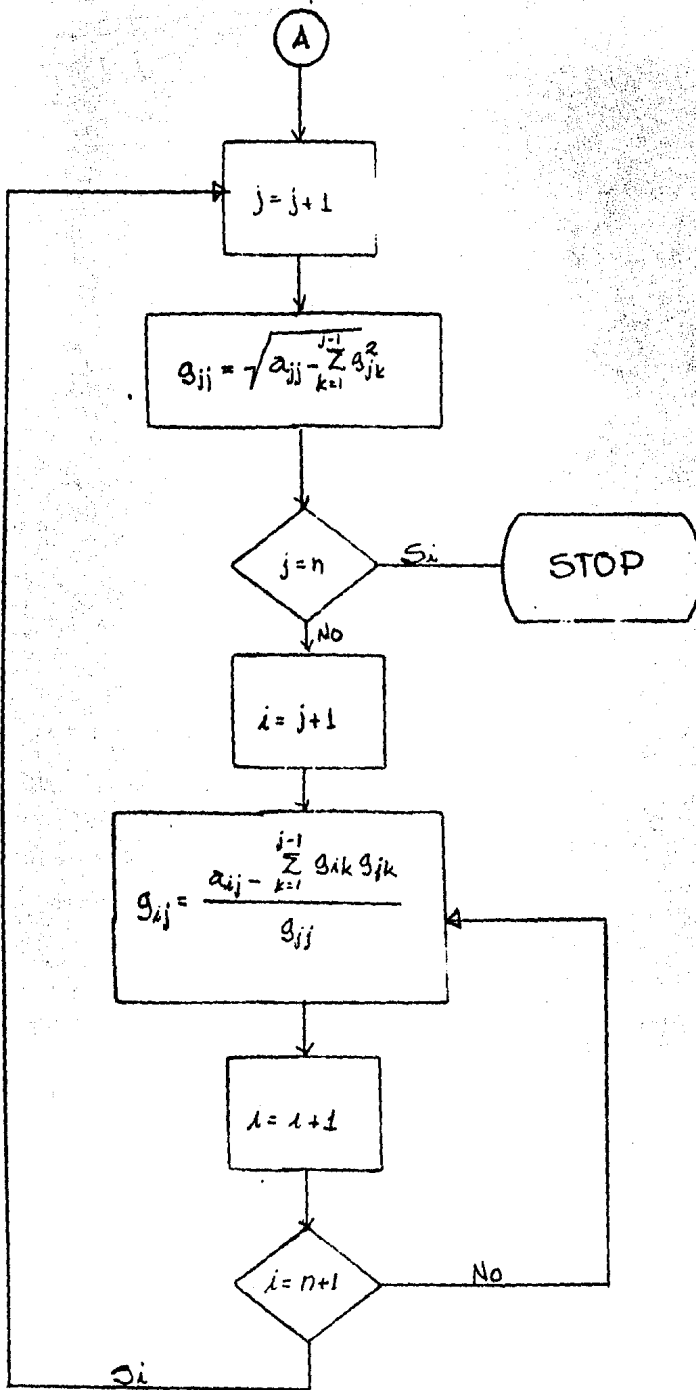 A
j = j + 1
g_jj = √(a_jj - Σ_{k=1}^{j-1} g_jk^2)
j = n
Si
STOP
No
i = j + 1
g_ij = (a_ij - Σ_{k=1}^{j-1} g_ik g_jk) / g_jj
i = i + 1
i = n+1
No
Si